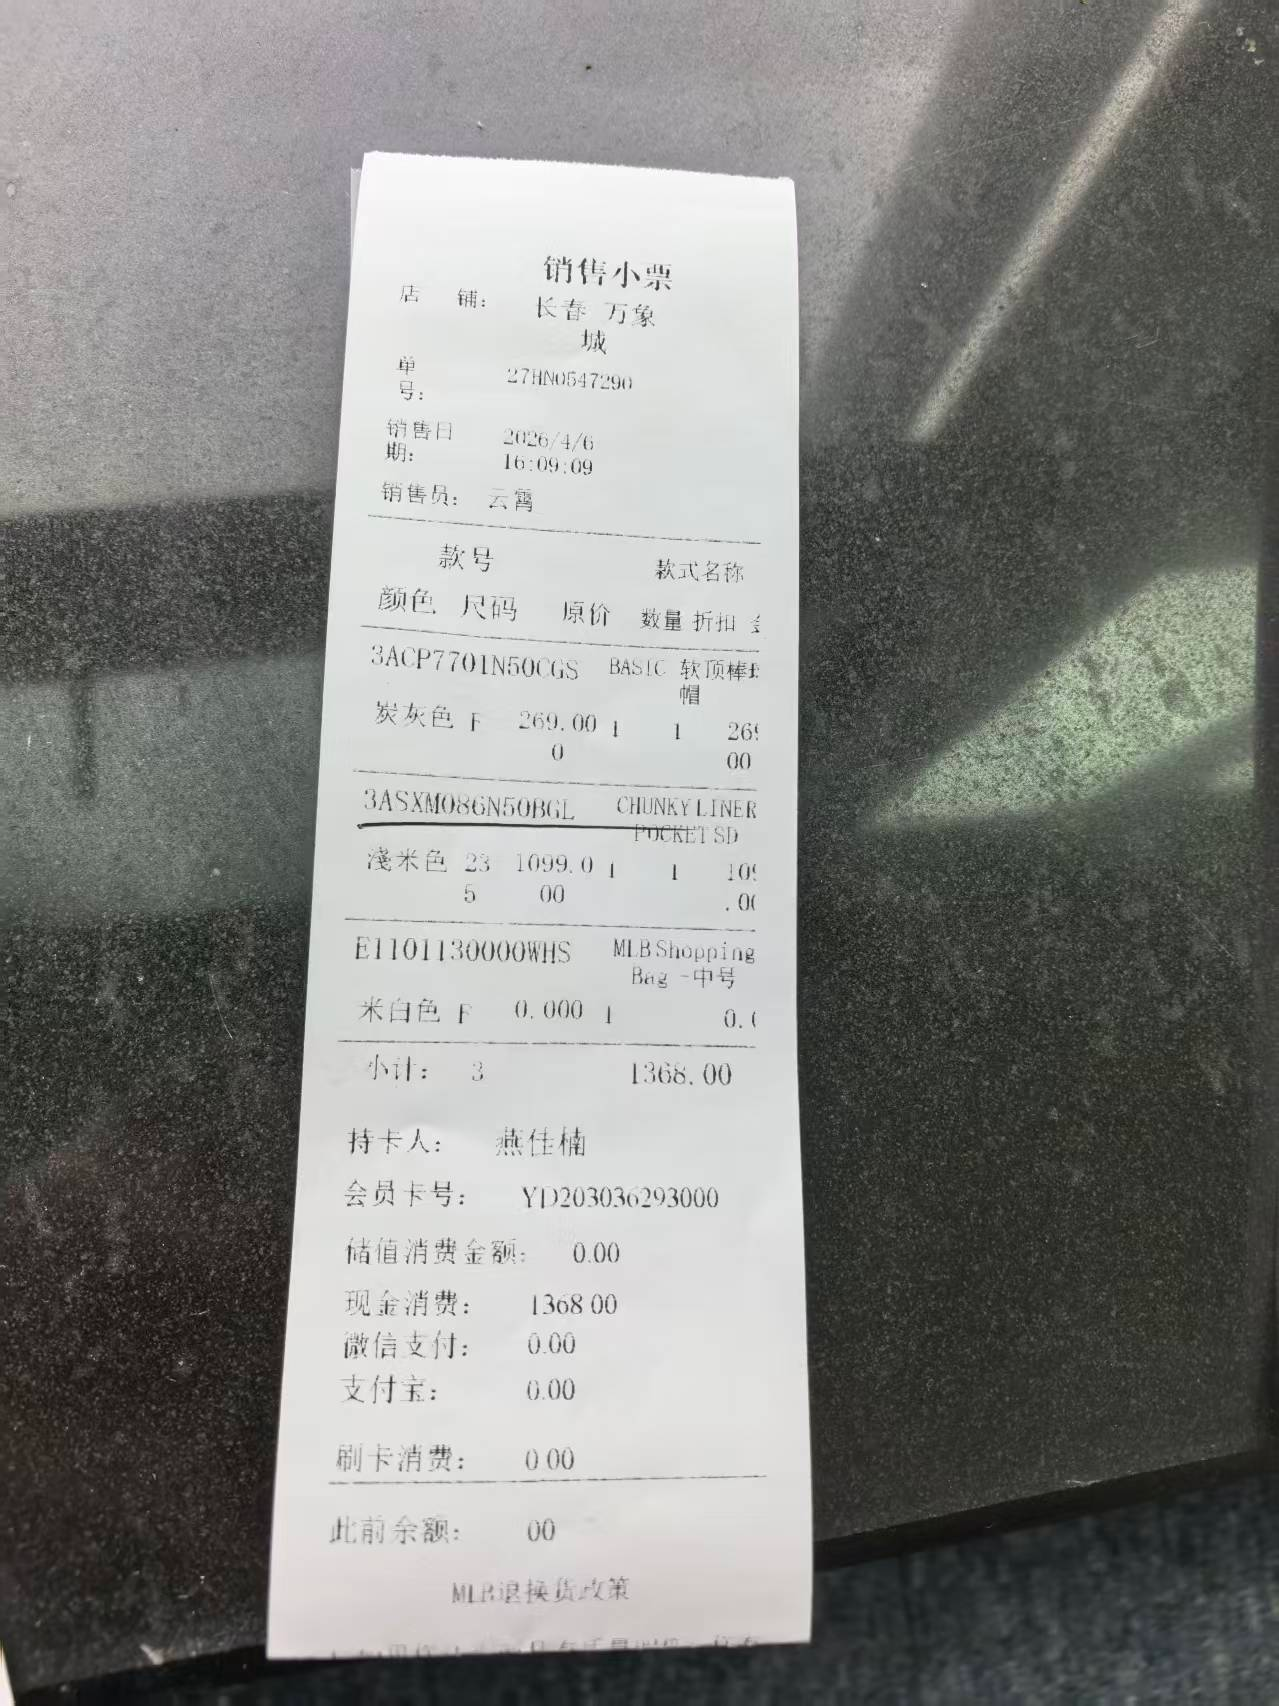 销售小票
店 铺： 长春 万象
城
单
号： 27HN0547290
销售日
期： 2026/4/6
16:09:09
销售员： 云霄
款号 款式名称
颜色 尺码 原价 数量 折扣
3ACP7701N50CGS BASIC 软顶棒球
帽
炭灰色 F 269.00 1 1 269
0 00
3ASXM086N50BGL CHUNKY LINER
POCKET SD
淺米色 23 1099.0 1 1 109
5 00 .00
E1101130000WHS MLB Shopping
Bag -中号
米白色 F 0.000 1 0.0
小计： 3 1368.00
持卡人： 燕佳楠
会员卡号： YD203036293000
储值消费金额： 0.00
现金消费： 1368.00
微信支付： 0.00
支付宝： 0.00
刷卡消费： 0.00
此前余额： 00
MLB退换货政策